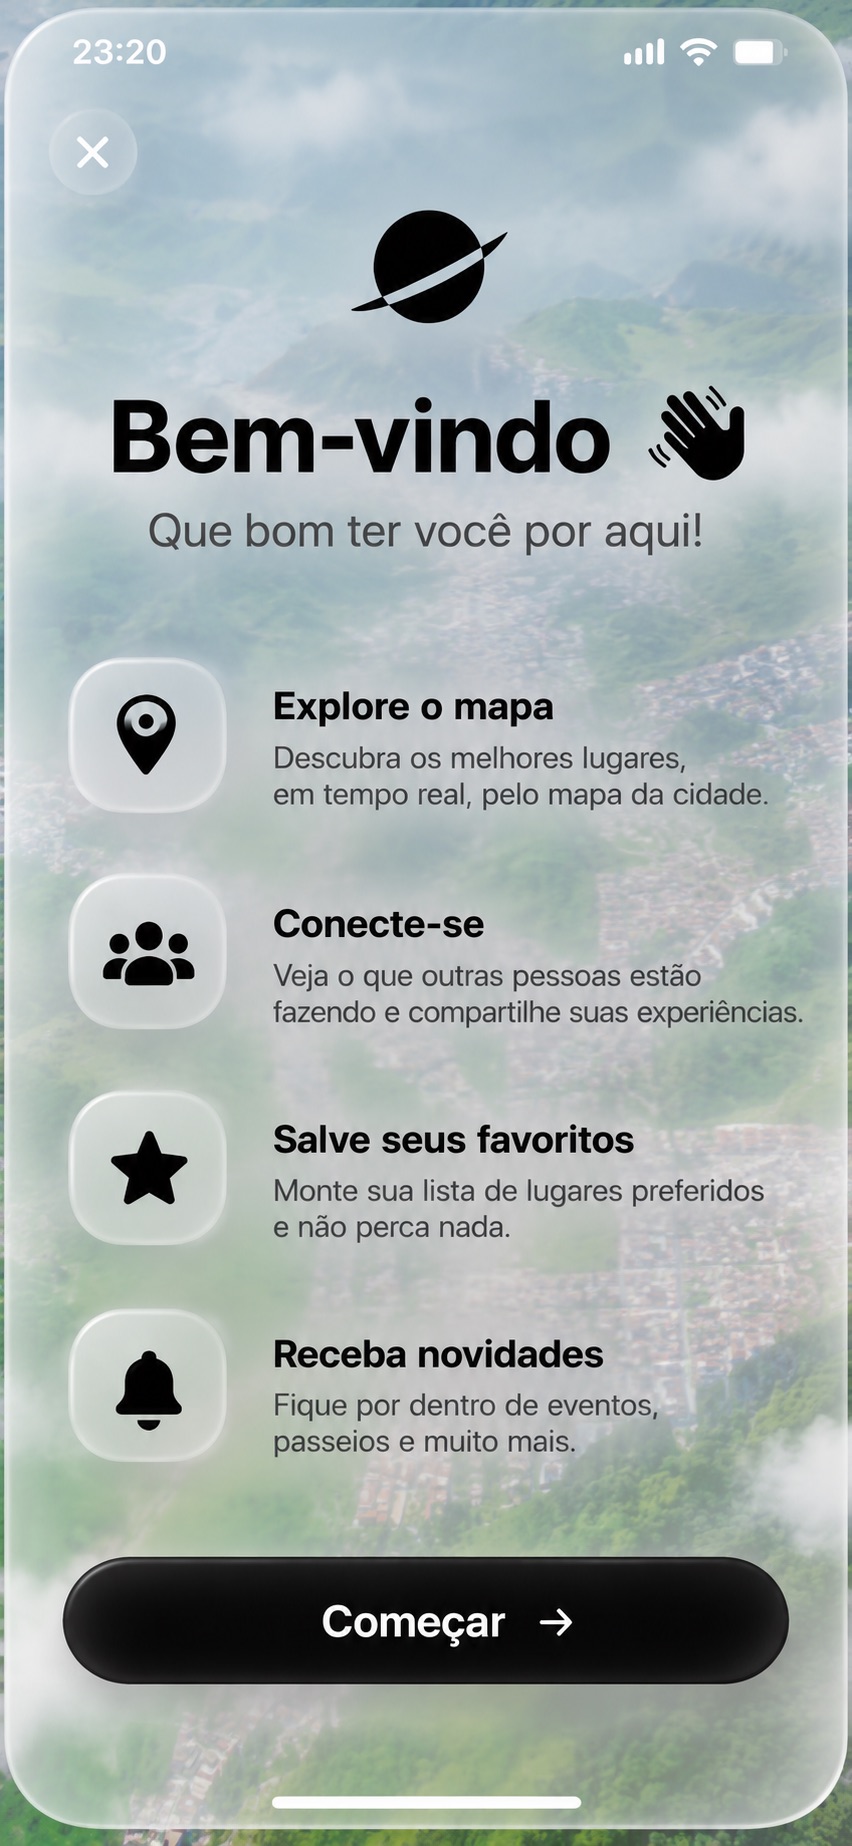 23:20
Bem-vindo 👋
Que bom ter você por aqui!
Explore o mapa
Descubra os melhores lugares,
em tempo real, pelo mapa da cidade.
Conecte-se
Veja o que outras pessoas estão
fazendo e compartilhe suas experiências.
Salve seus favoritos
Monte sua lista de lugares preferidos
e não perca nada.
Receba novidades
Fique por dentro de eventos,
passeios e muito mais.
Começar →